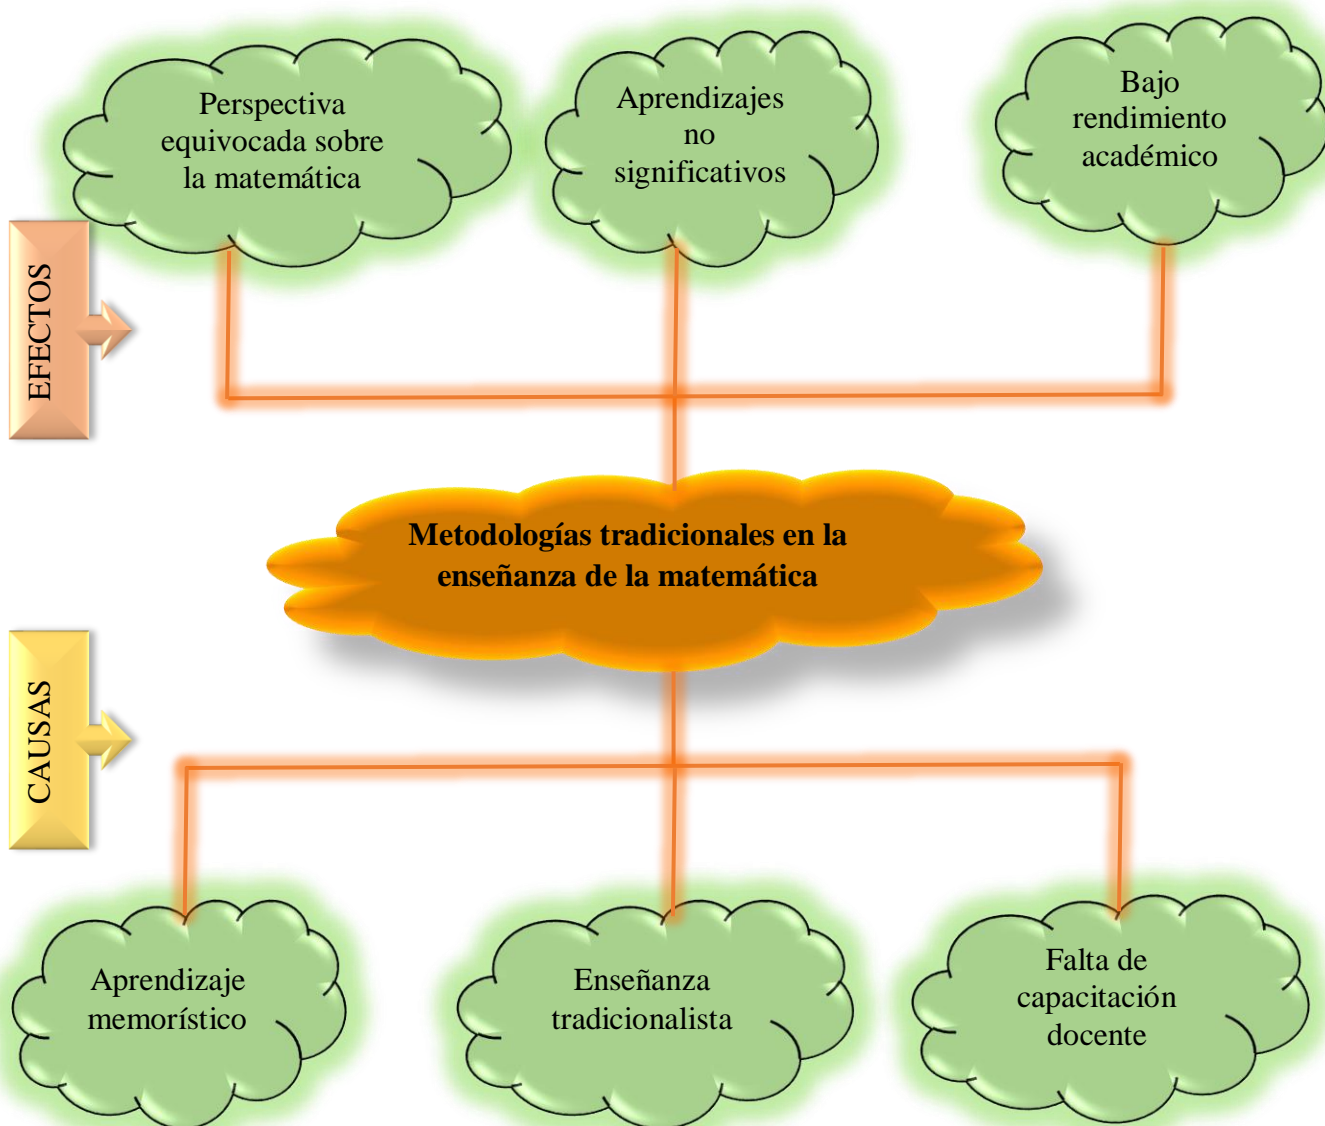 Perspectiva
equivocada sobre
la matemática
Aprendizajes
no
significativos
Bajo
rendimiento
académico
EFECTOS
Metodologías tradicionales en la
enseñanza de la matemática
CAUSAS
Aprendizaje
memorístico
Enseñanza
tradicionalista
Falta de
capacitación
docente